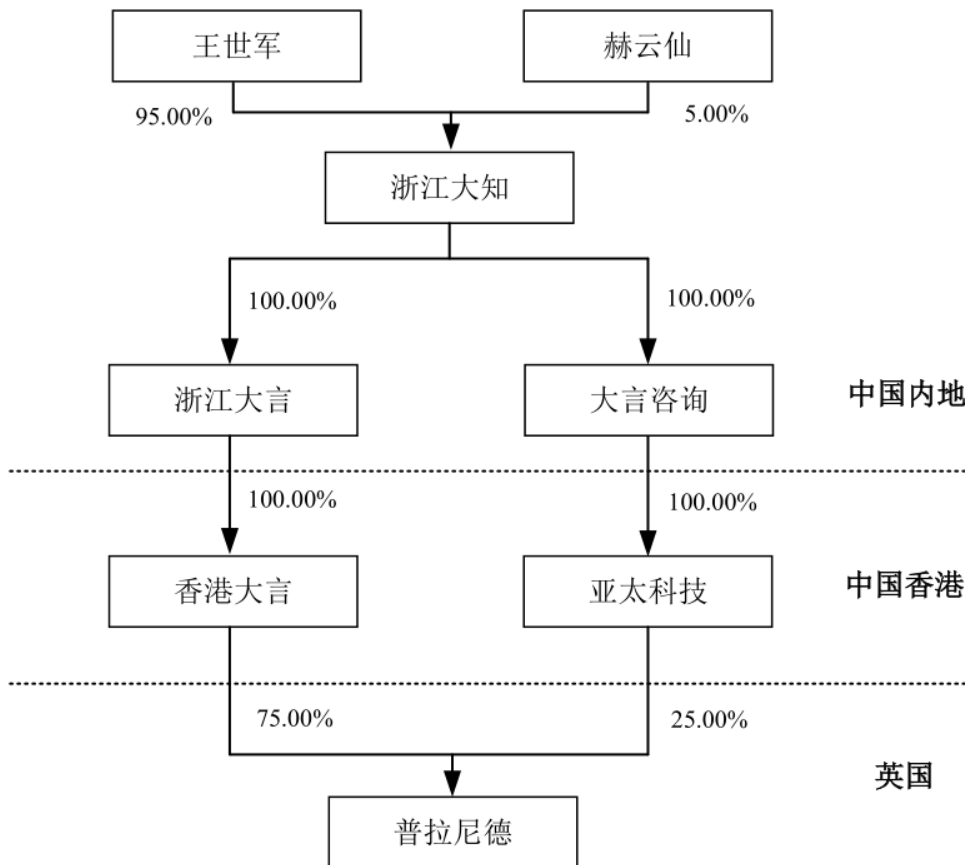 王世军
赫云仙
95.00%
5.00%
浙江大知
100.00%
100.00%
浙江大言
大言咨询
中国内地
100.00%
100.00%
香港大言
亚太科技
中国香港
75.00%
25.00%
英国
普拉尼德